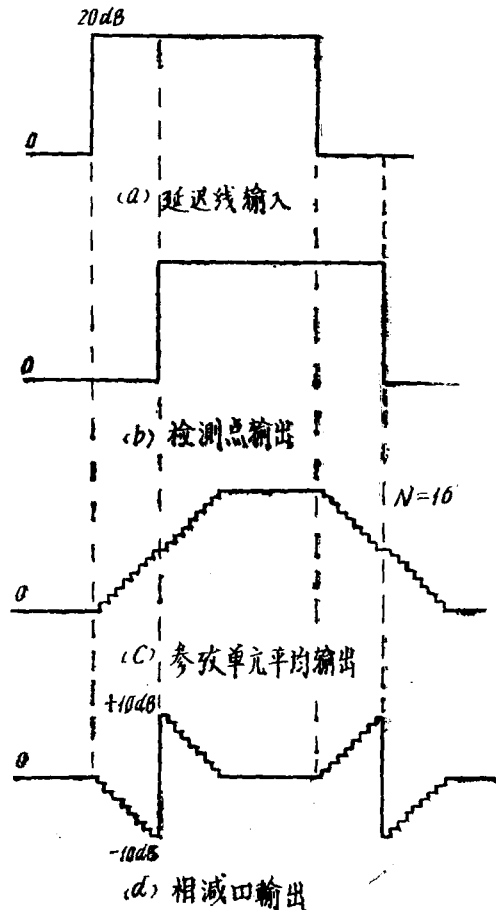 20dB
0
(a) 延迟线输入
0
(b) 检测点输出
N=16
0
(c) 参考单元平均输出
+10dB
0
-10dB
(d) 相减口输出